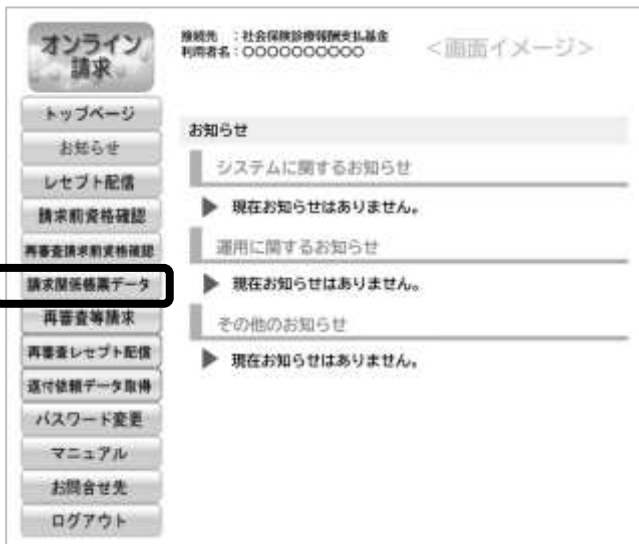 オンライン
請求
接続先 ：社会保険診療報酬支払基金
利用者名：○○○○○○○○○○
＜画面イメージ＞
トップページ
お知らせ
レセプト配信
請求前資格確認
再審査請求前資格確認
請求関係帳票データ
再審査等請求
再審査レセプト配信
返付依頼データ取得
パスワード変更
マニュアル
お問合せ先
ログアウト
お知らせ
システムに関するお知らせ
▶ 現在お知らせはありません。
運用に関するお知らせ
▶ 現在お知らせはありません。
その他のお知らせ
▶ 現在お知らせはありません。